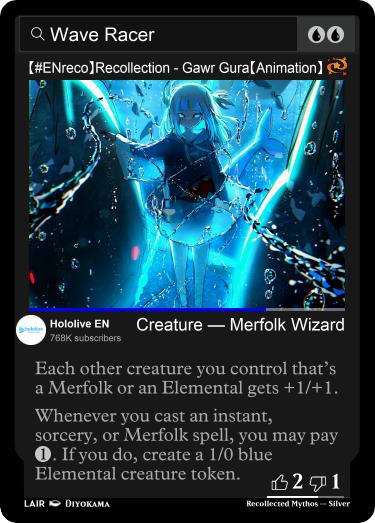 Wave Racer
【#ENreco】Recollection - Gawr Gura【Animation】
Hololive EN
768K subscribers
Creature — Merfolk Wizard
Each other creature you control that's
a Merfolk or an Elemental gets +1/+1.
Whenever you cast an instant,
sorcery, or Merfolk spell, you may pay
1. If you do, create a 1/0 blue
Elemental creature token.
2 1
LAIR Diyokama
Recollected Mythos — Silver